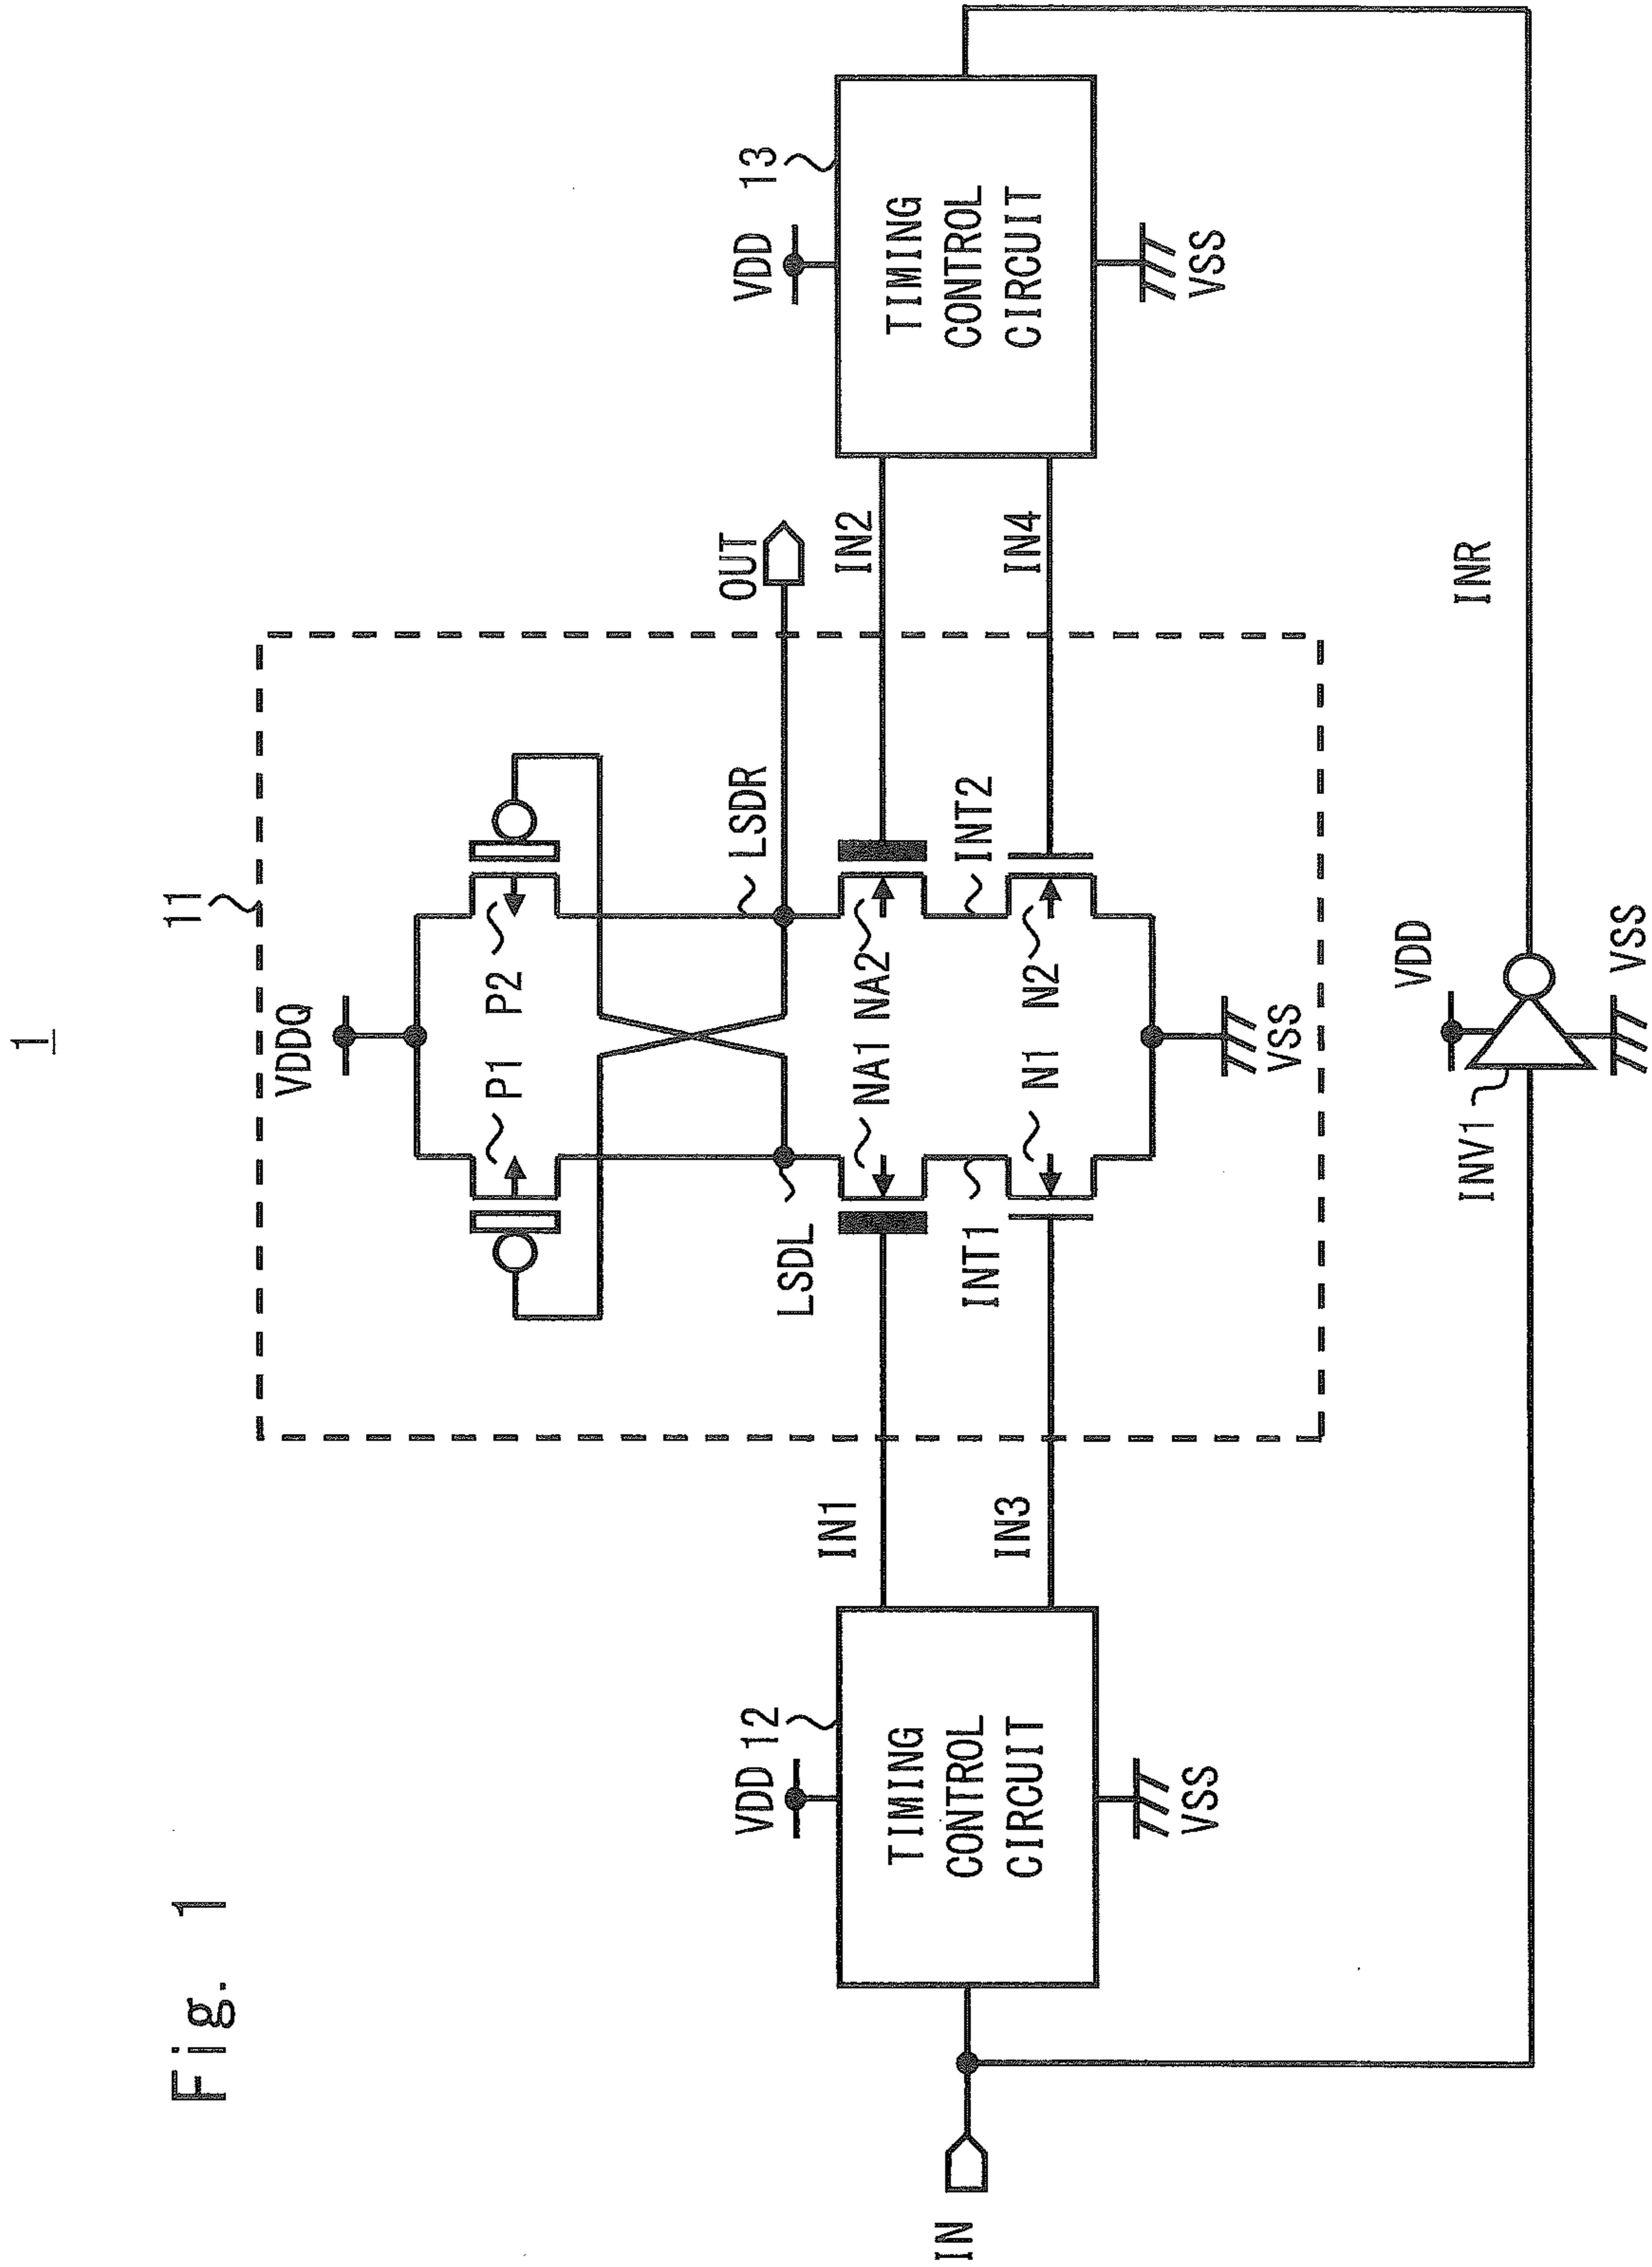 Fig. 1
1
11
VDDQ
P1
P2
LSDL
LSDR
OUT
NA1
NA2
INT1
INT2
N1
N2
VSS
IN1
IN2
IN3
IN4
VDD
12
TIMING
CONTROL
CIRCUIT
VSS
VDD
13
TIMING
CONTROL
CIRCUIT
VSS
IN
INV1
VDD
VSS
INR